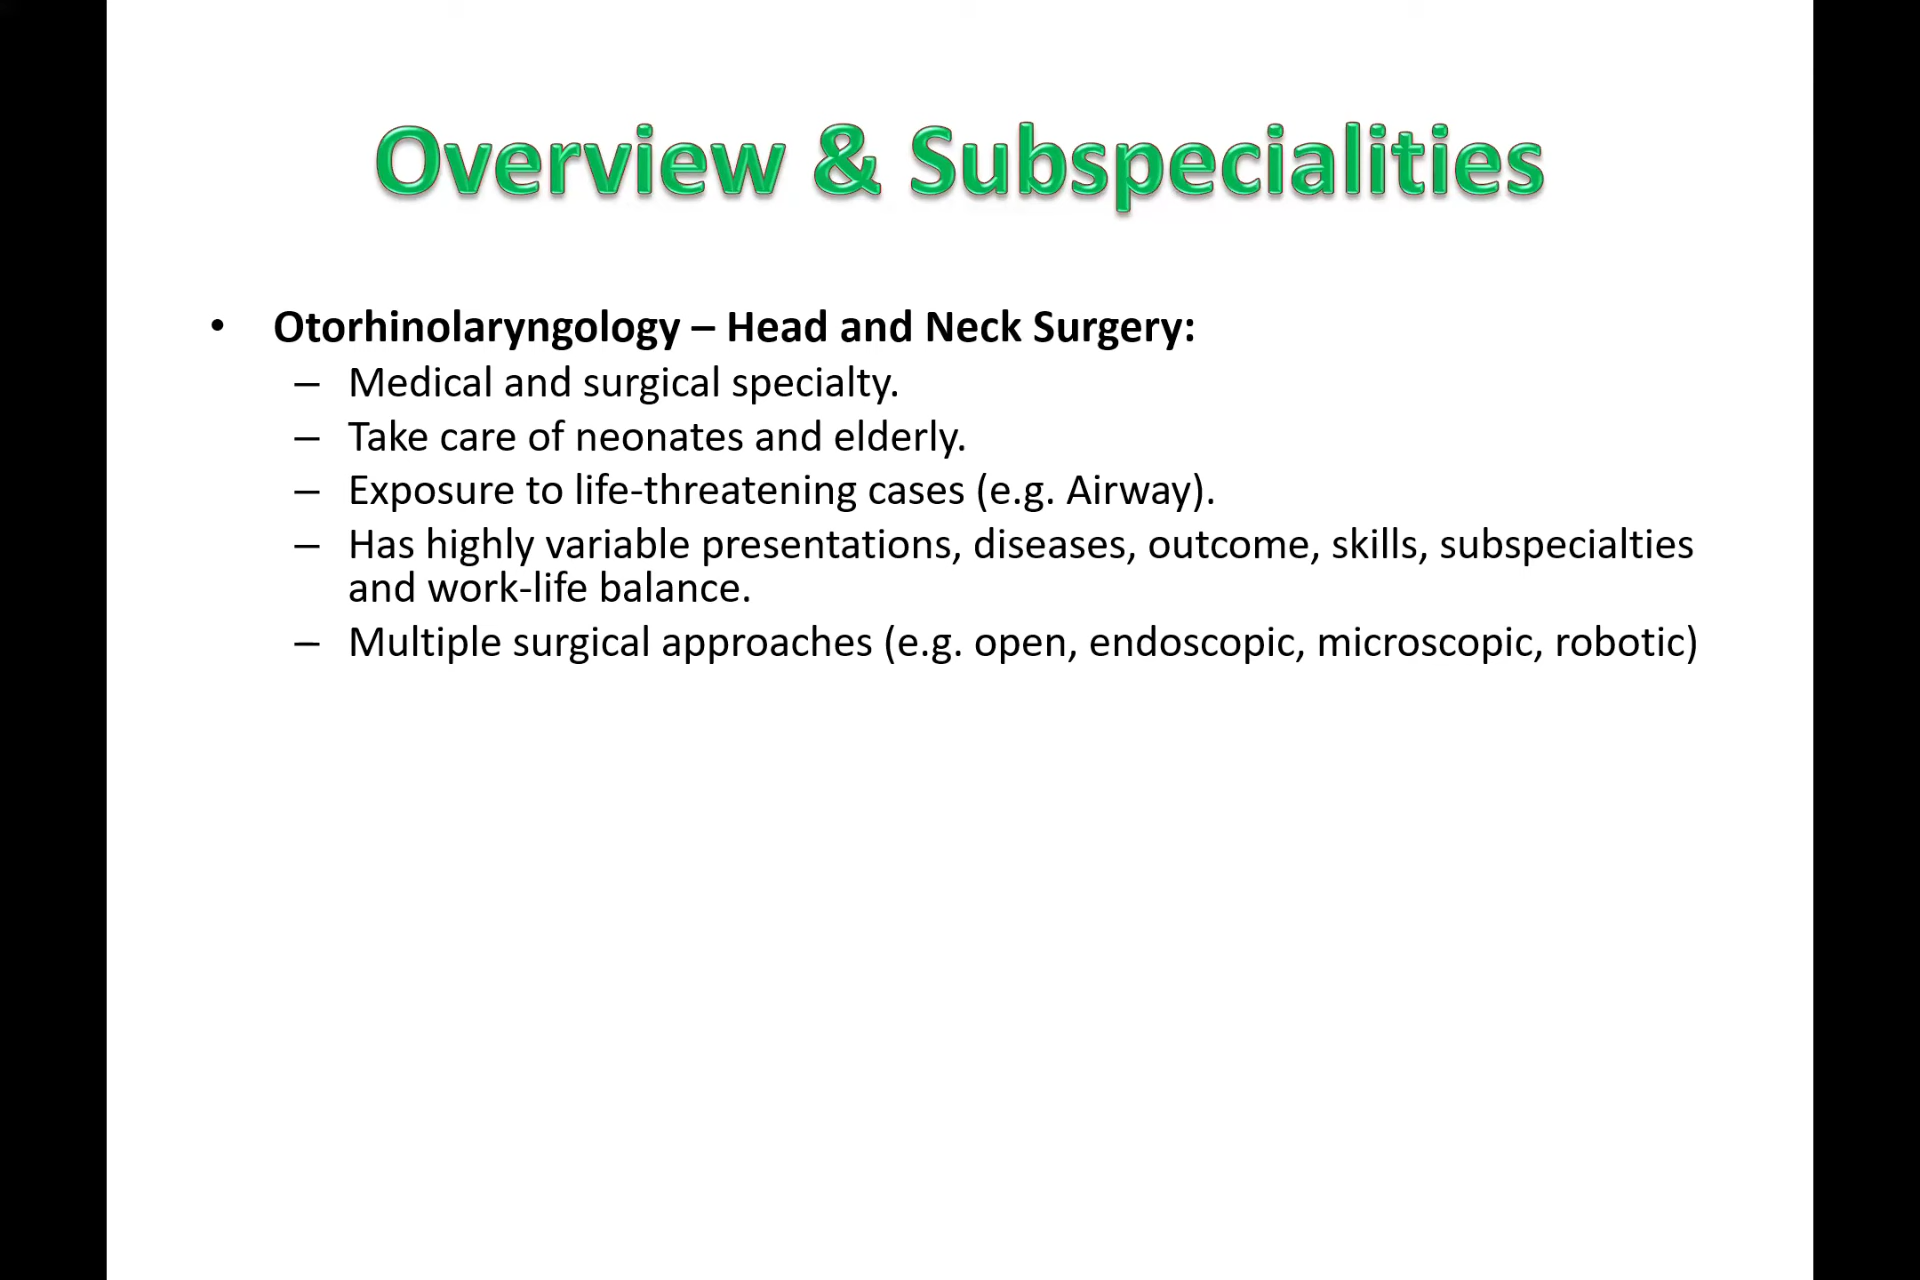 Overview & Subspecialities
• Otorhinolaryngology – Head and Neck Surgery:
– Medical and surgical specialty.
– Take care of neonates and elderly.
– Exposure to life-threatening cases (e.g. Airway).
– Has highly variable presentations, diseases, outcome, skills, subspecialties
and work-life balance.
– Multiple surgical approaches (e.g. open, endoscopic, microscopic, robotic)